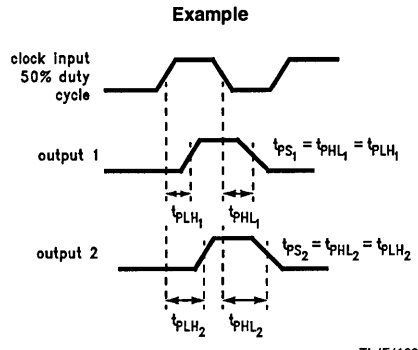 Example
clock input
50% duty
cycle
output 1
tPS1 = tPHL1 = tPLH1
tPLH1
tPHL1
output 2
tPS2 = tPHL2 = tPLH2
tPLH2
tPHL2